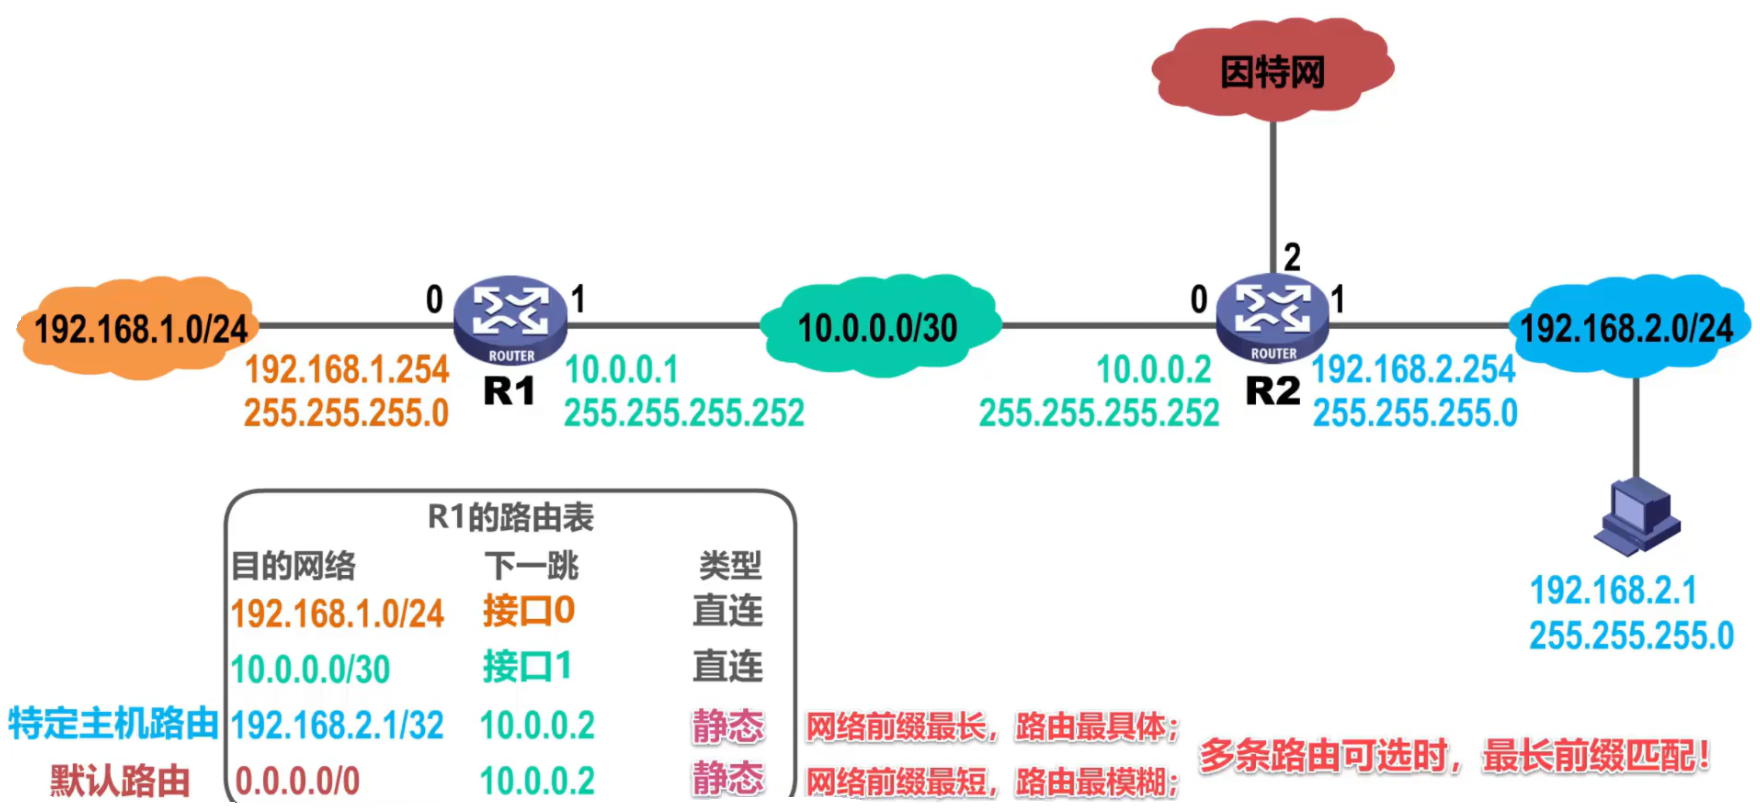 因特网
2
0
1
0
1
192.168.1.0/24
10.0.0.0/30
192.168.2.0/24
ROUTER
ROUTER
192.168.1.254
R1
10.0.0.1
10.0.0.2
R2
192.168.2.254
255.255.255.0
255.255.255.252
255.255.255.252
255.255.255.0
192.168.2.1
255.255.255.0
R1的路由表
目的网络 下一跳 类型
192.168.1.0/24 接口0 直连
10.0.0.0/30 接口1 直连
特定主机路由 192.168.2.1/32 10.0.0.2 静态 网络前缀最长，路由最具体；
默认路由 0.0.0.0/0 10.0.0.2 静态 网络前缀最短，路由最模糊；
多条路由可选时，最长前缀匹配！